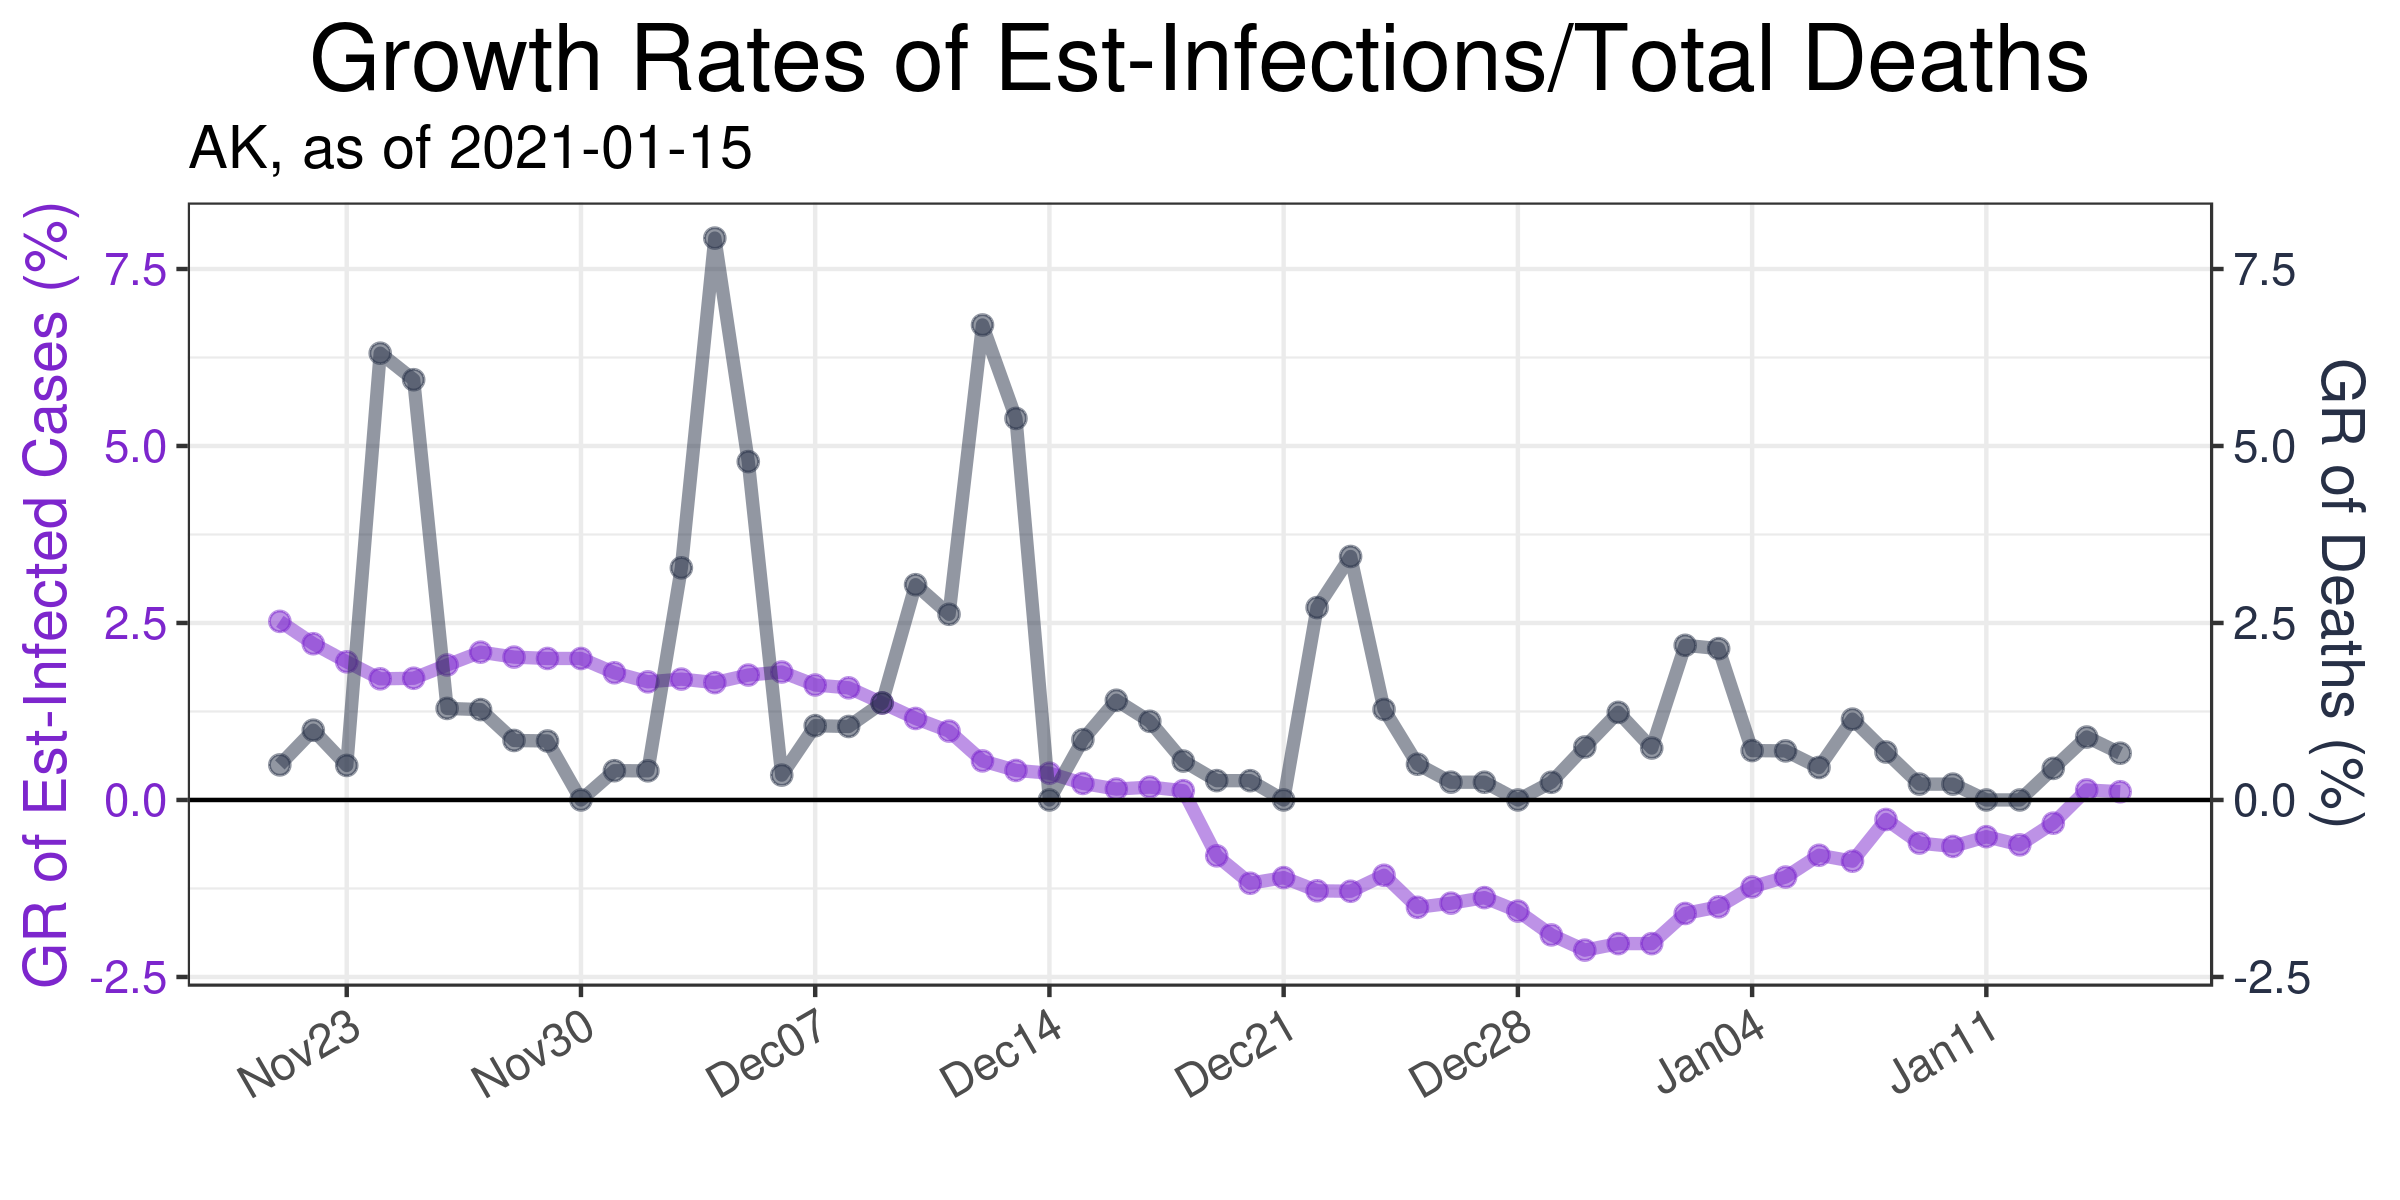 Growth Rates of Est-Infections/Total Deaths
AK, as of 2021-01-15
GR of Est-Infected Cases (%)
7.5
5.0
2.5
0.0
-2.5
7.5
5.0
2.5
0.0
-2.5
GR of Deaths (%)
Nov23
Nov30
Dec07
Dec14
Dec21
Dec28
Jan04
Jan11